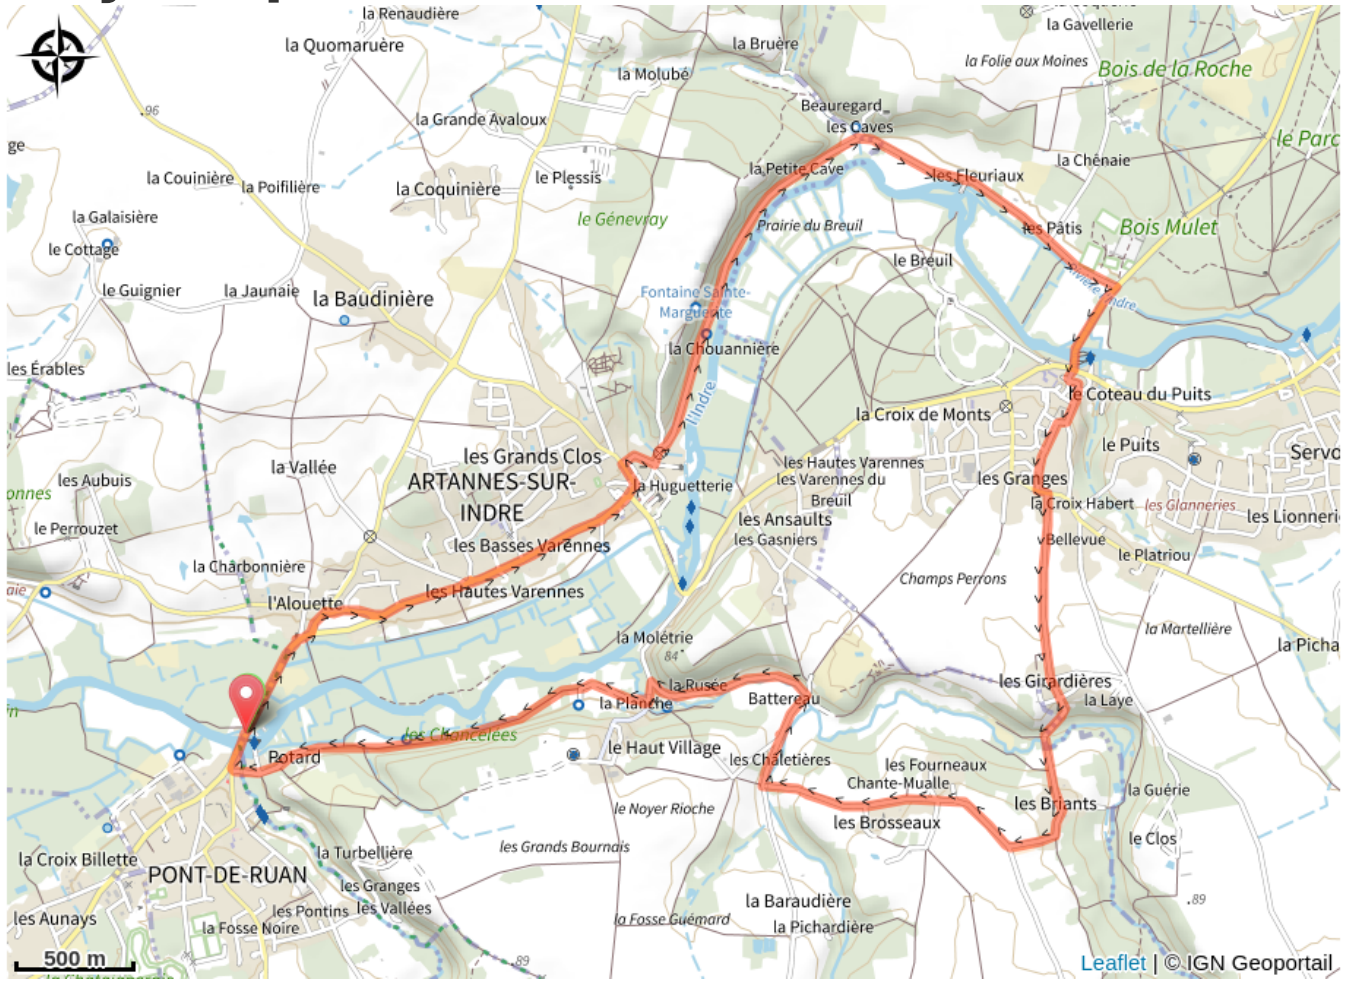 la Renaudière
la Gavellerie
la Quomaruère
la Bruère
la Folie aux Moines
Bois de la Roche
la Molubé
96
Beauregard
la Grande Avaloux
les Caves
le Parc
ge
la Chênaie
la Petite Cave
la Couinière
la Poifilière
la Coquinière
le Plessis
les Fleuriaux
la Galaisière
le Génevray
Prairie du Breuil
les Pâtis
Bois Mulet
le Cottage
le Breuil
le Guignier
la Jaunaie
la Baudinière
Fontaine Sainte-
Marguerite
Rivière Indre
la Chouannière
les Érables
l'Indre
le Coteau du Puits
la Croix de Monts
le Puits
les Grands Clos
Servo
la Vallée
les Hautes Varennes
les Varennes du
Breuil
les Aubuis
ARTANNES-SUR-
INDRE
la Huguetterie
les Granges
onnes
la Croix Habert
les Glanneries
les Lionneri
le Perrouzet
les Ansaults
les Gasniers
Bellevue
les Basses Varennes
le Platriou
la Charbonnière
Champs Perrons
aie
l'Alouette
les Hautes Varennes
la Martellière
la Molétrie
84
la Picha
la Rusée
les Girardières
la Planche
Battereau
la Laye
n
les Chancelées
le Haut Village
Potard
les Chaletières
les Fourneaux
Chante-Mualle
la Guérie
le Noyer Rioche
les Briants
les Brosseaux
le Clos
les Grands Bournais
la Croix Billette
la Turbellière
PONT-DE-RUAN
les Granges
les Aunays
les Pontins
les Vallées
la Fosse Noire
la Baraudière
la Fosse Guémard
la Pichardière
89
89
500 m
Leaflet | © IGN Geoportail